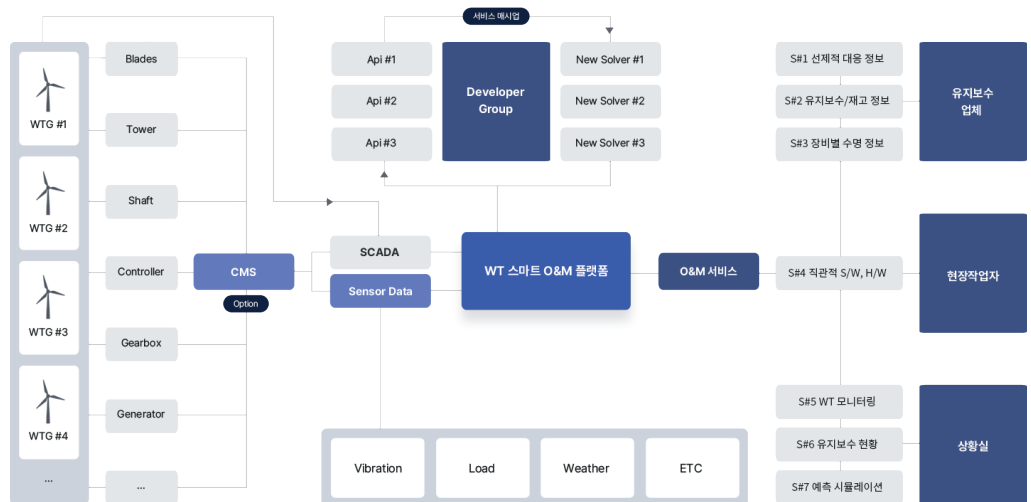 서비스 매시업
WTG #1
WTG #2
WTG #3
WTG #4
...
Blades
Tower
Shaft
Controller
Gearbox
Generator
...
CMS
Option
Api #1
Api #2
Api #3
Developer
Group
New Solver #1
New Solver #2
New Solver #3
SCADA
Sensor Data
WT 스마트 O&M 플랫폼
O&M 서비스
Vibration
Load
Weather
ETC
S#1 선제적 대응 정보
S#2 유지보수/재고 정보
S#3 장비별 수명 정보
유지보수
업체
S#4 직관적 S/W, H/W
현장작업자
S#5 WT 모니터링
S#6 유지보수 현황
S#7 예측 시뮬레이션
상황실